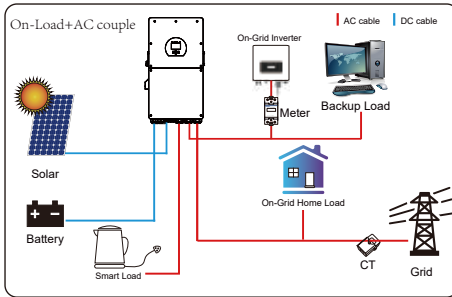 On-Load+AC couple
AC cable
DC cable
On-Grid Inverter
Meter
Backup Load
Solar
On-Grid Home Load
Battery
Smart Load
CT
Grid